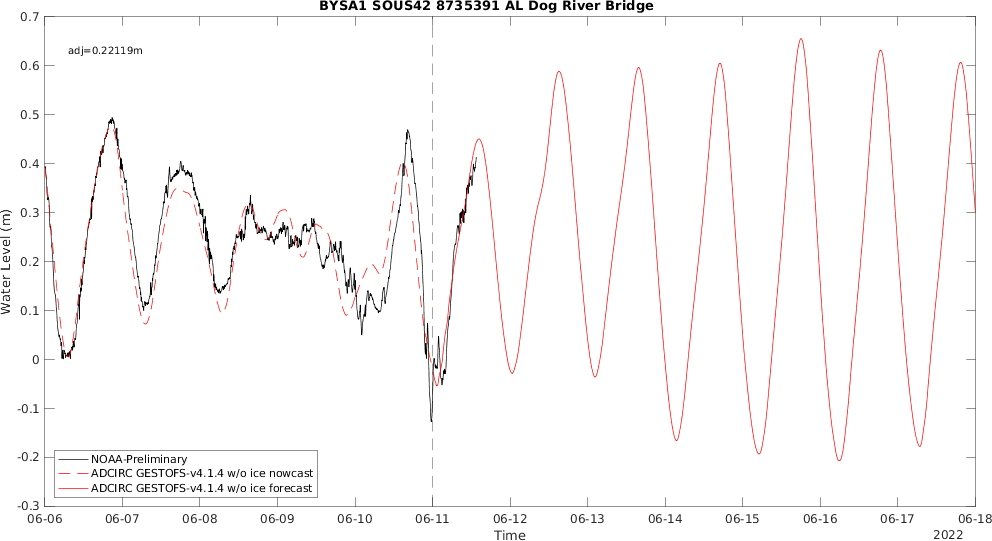 BYSA1 SOUS42 8735391 AL Dog River Bridge
adj=0.22119m
0.7
0.6
0.5
0.4
0.3
0.2
0.1
0
-0.1
-0.2
-0.3
Water Level (m)
NOAA-Preliminary
ADCIRC GESTOFS-v4.1.4 w/o ice nowcast
ADCIRC GESTOFS-v4.1.4 w/o ice forecast
06-06 06-07 06-08 06-09 06-10 06-11 06-12 06-13 06-14 06-15 06-16 06-17 06-18
Time
2022